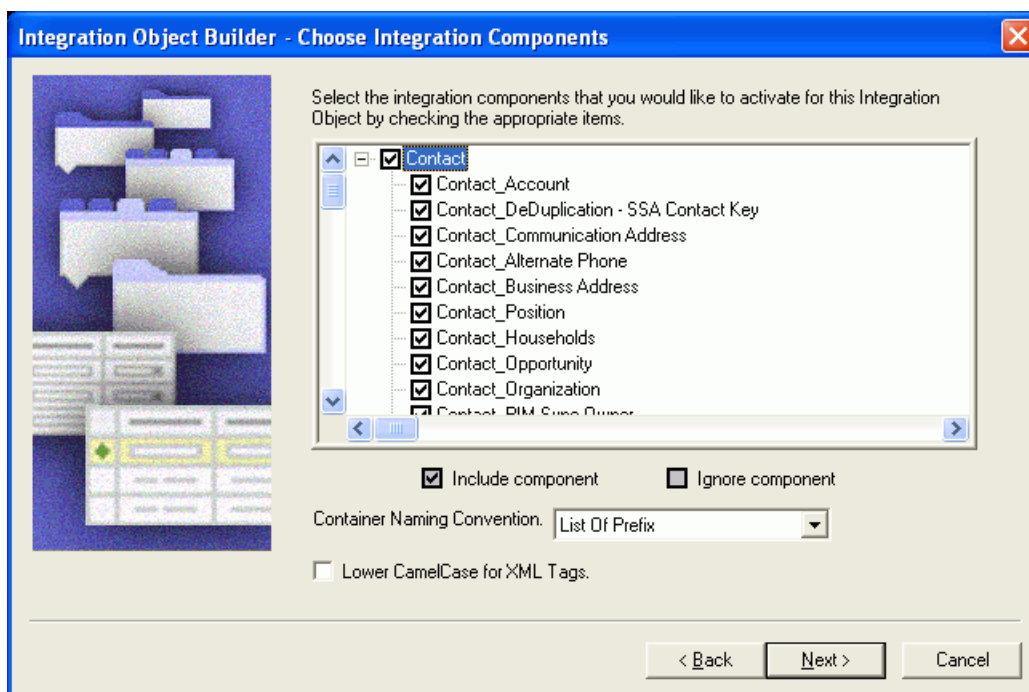 Integration Object Builder - Choose Integration Components
Select the integration components that you would like to activate for this Integration
Object by checking the appropriate items.
Contact
Contact_Account
Contact_DeDuplication - SSA Contact Key
Contact_Communication Address
Contact_Alternate Phone
Contact_Business Address
Contact_Position
Contact_Households
Contact_Opportunity
Contact_Organization
Contact_PIM Sync Owner
Include component
Ignore component
Container Naming Convention.
List Of Prefix
Lower CamelCase for XML Tags.
< Back
Next >
Cancel